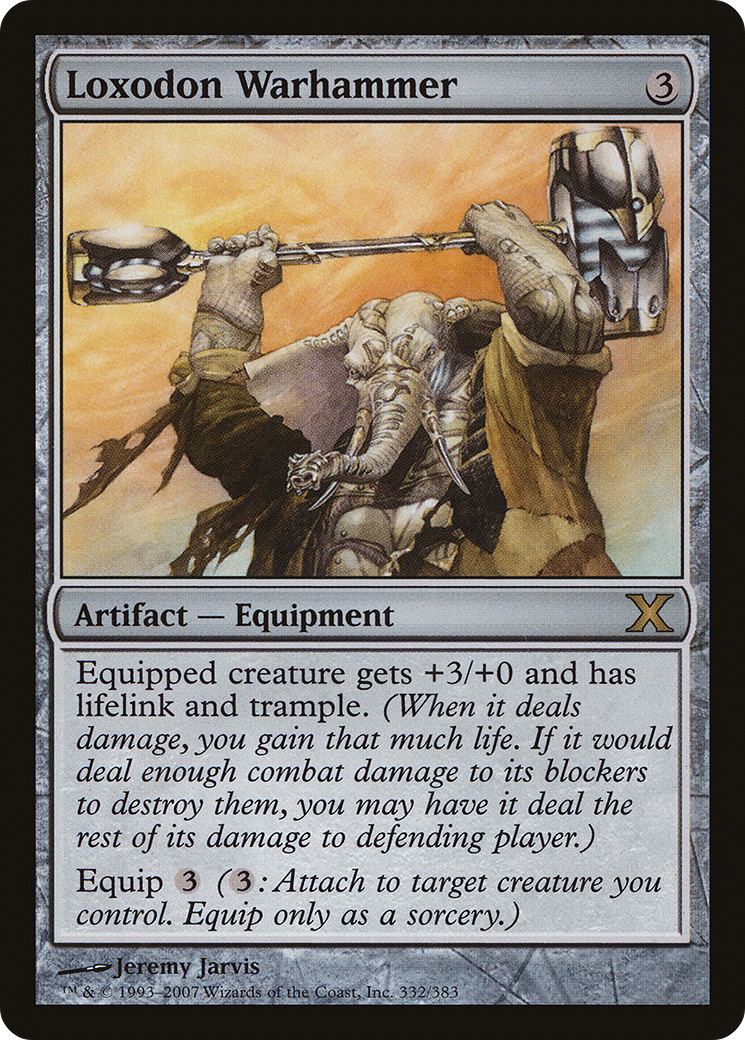 Loxodon Warhammer 3
Artifact — Equipment
Equipped creature gets +3/+0 and has
lifelink and trample. (When it deals
damage, you gain that much life. If it would
deal enough combat damage to its blockers
to destroy them, you may have it deal the
rest of its damage to defending player.)
Equip 3 (3: Attach to target creature you
control. Equip only as a sorcery.)
Jeremy Jarvis
™ & © 1993–2007 Wizards of the Coast, Inc. 332/383